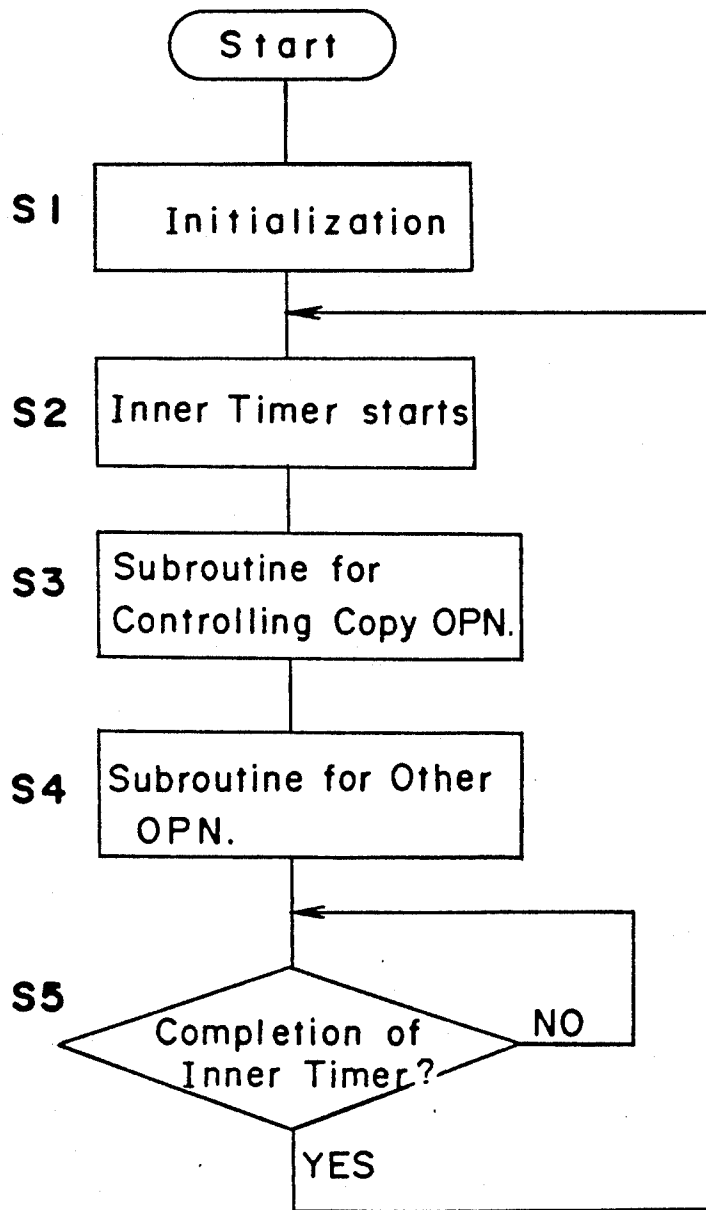 Start
S1
Initialization
S2
Inner Timer starts
S3
Subroutine for
Controlling Copy OPN.
S4
Subroutine for Other
OPN.
S5
Completion of
Inner Timer?
NO
YES